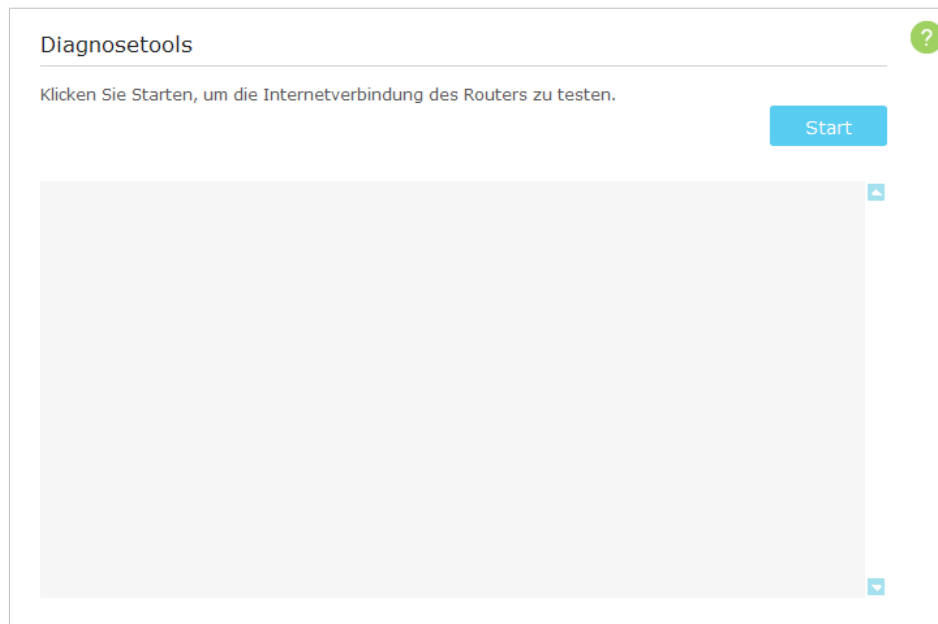 Diagnosetools
?
Klicken Sie Starten, um die Internetverbindung des Routers zu testen.
Start